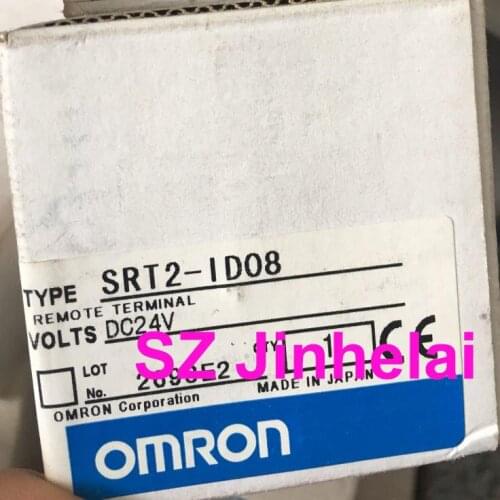 TYPE SRT2-ID08
REMOTE TERMINAL
VOLTS DC24V
SZ Jinhelai
LOT No. QTY 1
MADE IN JAPAN
OMRON Corporation
CE
OMRON